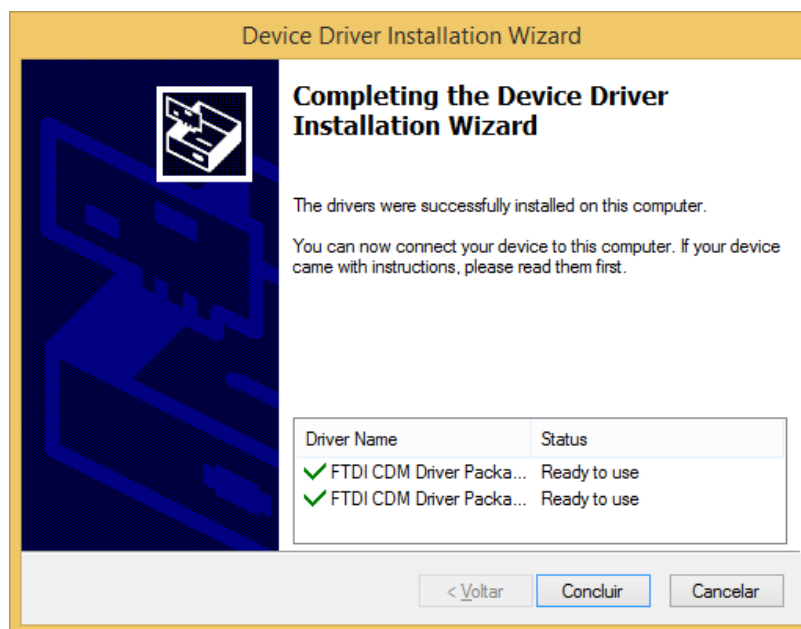 Device Driver Installation Wizard
Completing the Device Driver
Installation Wizard
The drivers were successfully installed on this computer.
You can now connect your device to this computer. If your device
came with instructions, please read them first.
Driver Name Status
FTDI CDM Driver Packa... Ready to use
FTDI CDM Driver Packa... Ready to use
< Voltar Concluir Cancelar